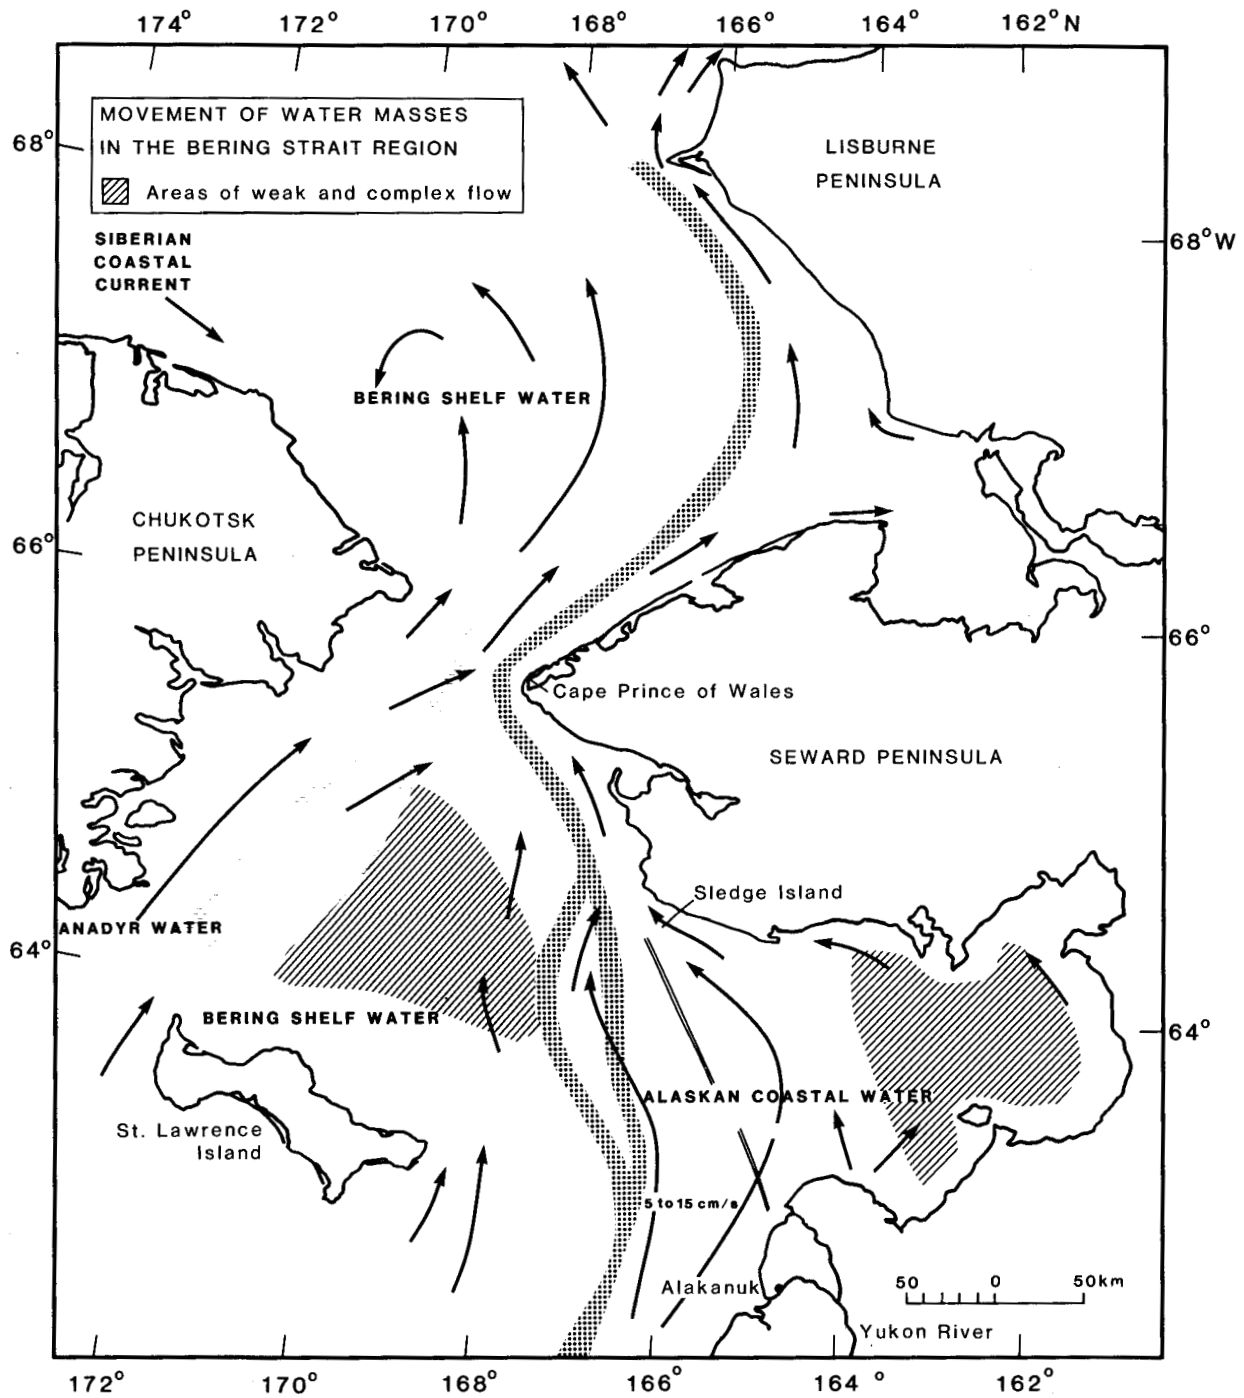 174° 172° 170° 168° 166° 164° 162°N
MOVEMENT OF WATER MASSES
IN THE BERING STRAIT REGION
Areas of weak and complex flow
68°
LISBURNE
PENINSULA
SIBERIAN
COASTAL
CURRENT
68°W
BERING SHELF WATER
CHUKOTSK
PENINSULA
66°
66°
Cape Prince of Wales
SEWARD PENINSULA
Sledge Island
ANADYR WATER
64°
BERING SHELF WATER
64°
ALASKAN COASTAL WATER
St. Lawrence
Island
5 to 15 cm/s
Alakanuk
50 0 50km
Yukon River
172° 170° 168° 166° 164° 162°